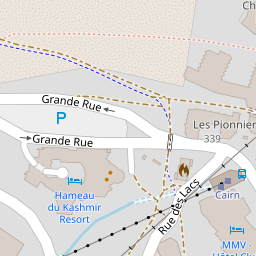 Ch
Grande Rue
P
Les Pionnier
339
Grande Rue
Hameau
du Kashmir
Resort
Rue des Lacs
Cairn
MMV -